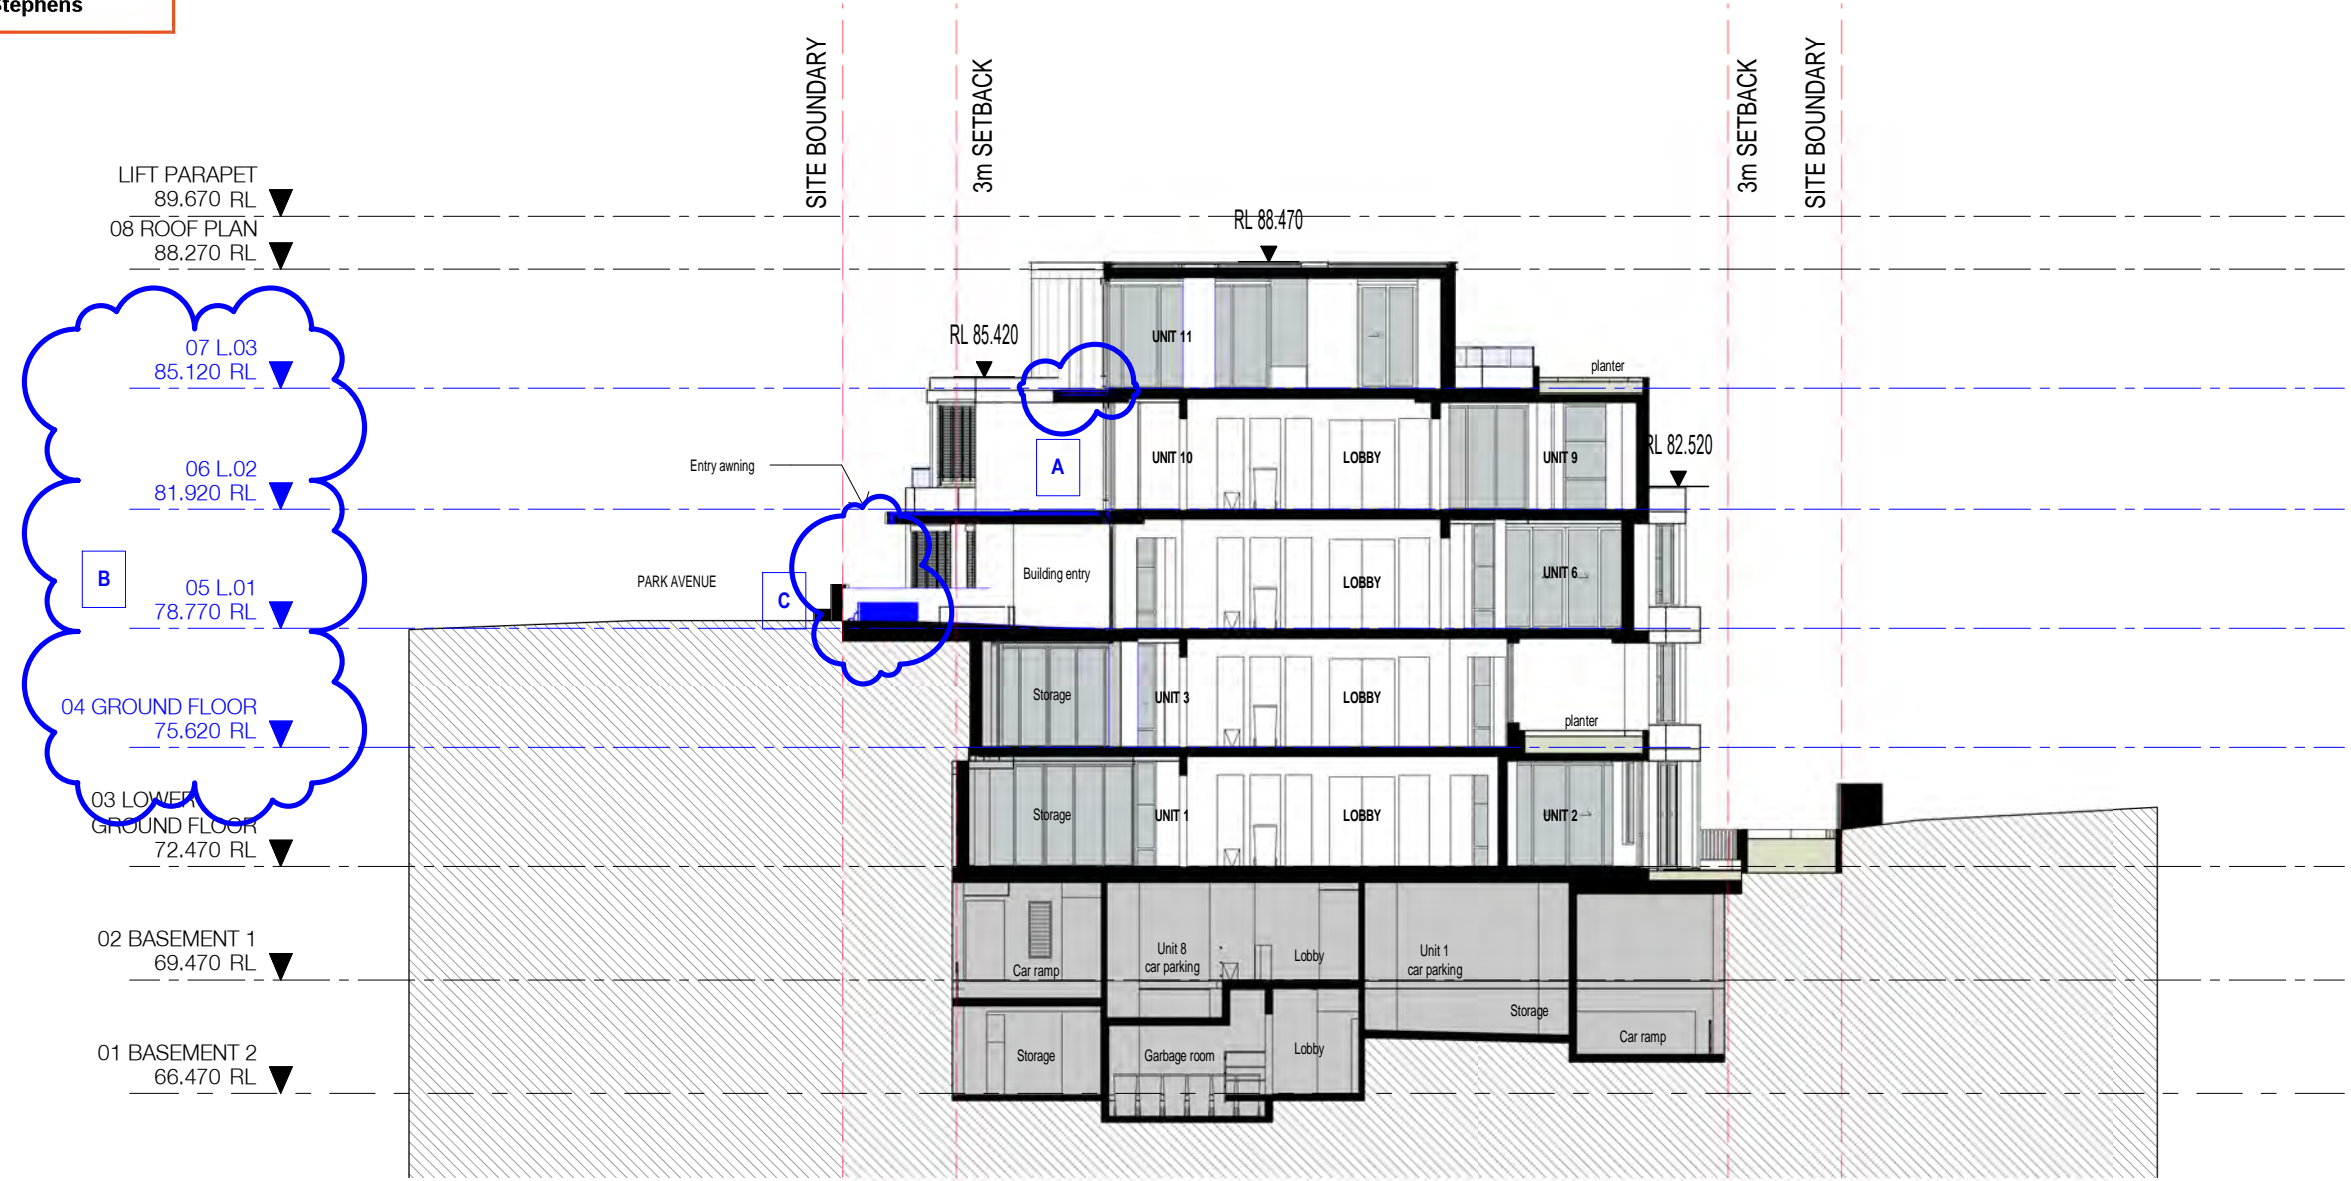 Stephens
SITE BOUNDARY
3m SETBACK
3m SETBACK
SITE BOUNDARY
LIFT PARAPET
89.670 RL
08 ROOF PLAN
88.270 RL
RL 88.470
RL 85.420
07 L.03
85.120 RL
UNIT 11
planter
06 L.02
81.920 RL
Entry awning
A
UNIT 10
LOBBY
UNIT 9
RL 82.520
B
05 L.01
78.770 RL
PARK AVENUE
C
Building entry
LOBBY
UNIT 6
04 GROUND FLOOR
75.620 RL
Storage
UNIT 3
LOBBY
planter
03 LOWER
GROUND FLOOR
72.470 RL
Storage
UNIT 1
LOBBY
UNIT 2
02 BASEMENT 1
69.470 RL
Car ramp
Unit 8
car parking
Lobby
Unit 1
car parking
Storage
01 BASEMENT 2
66.470 RL
Storage
Garbage room
Lobby
Car ramp